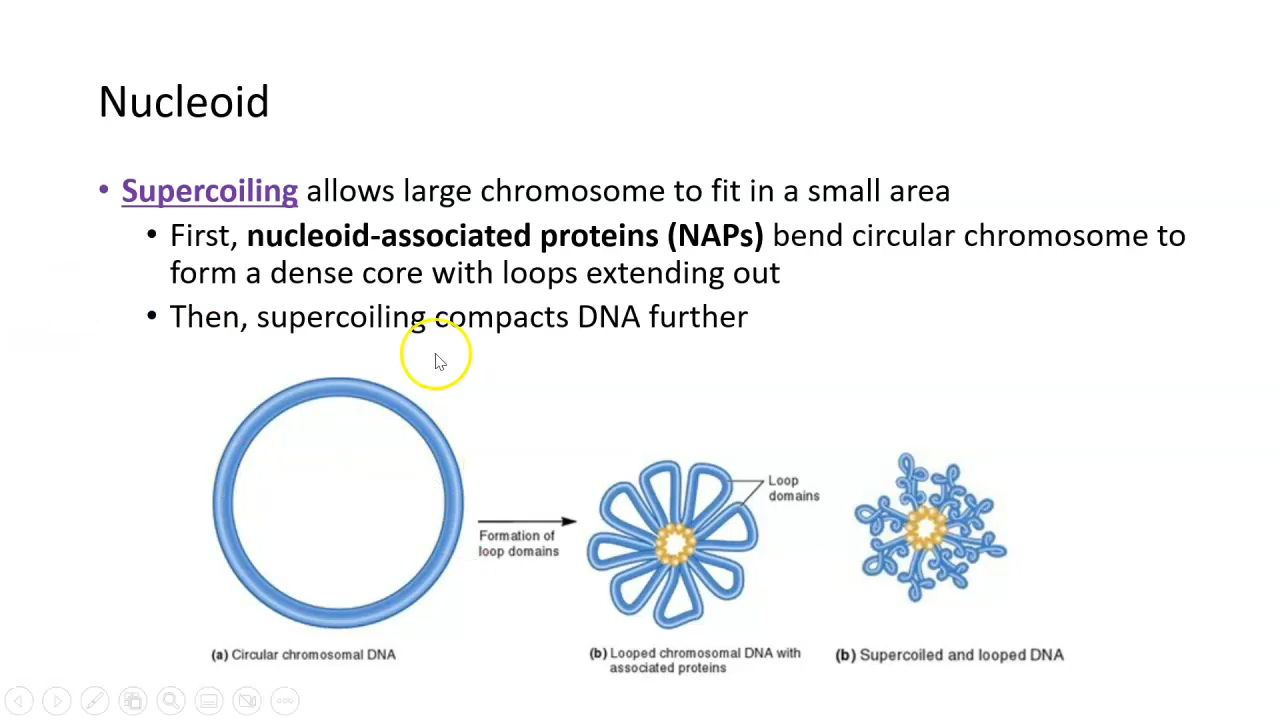 Nucleoid
• Supercoiling allows large chromosome to fit in a small area
• First, nucleoid-associated proteins (NAPs) bend circular chromosome to
form a dense core with loops extending out
• Then, supercoiling compacts DNA further
Loop
domains
Formation of
loop domains
(a) Circular chromosomal DNA
(b) Looped chromosomal DNA with
associated proteins
(b) Supercoiled and looped DNA